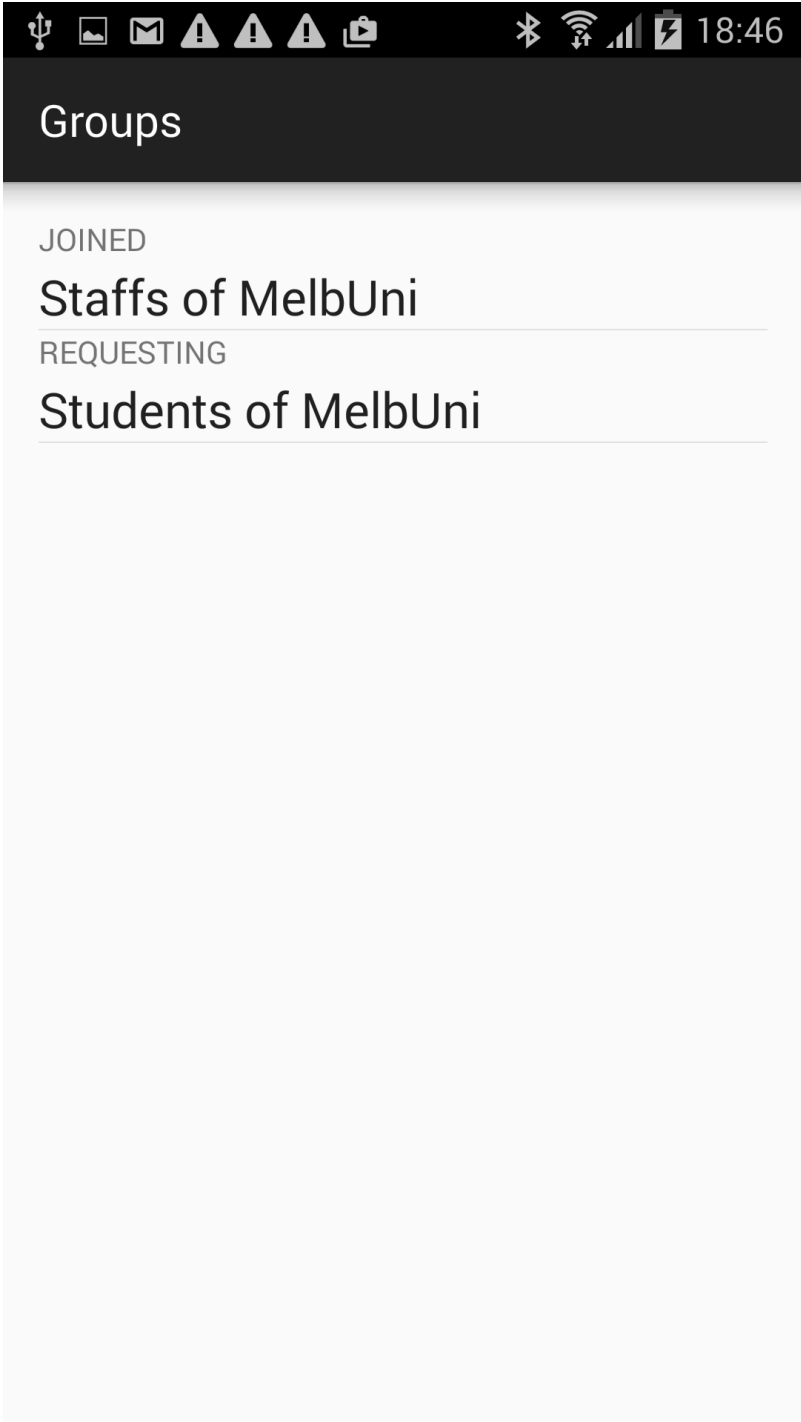 18:46
Groups
JOINED
Staffs of MelbUni
REQUESTING
Students of MelbUni